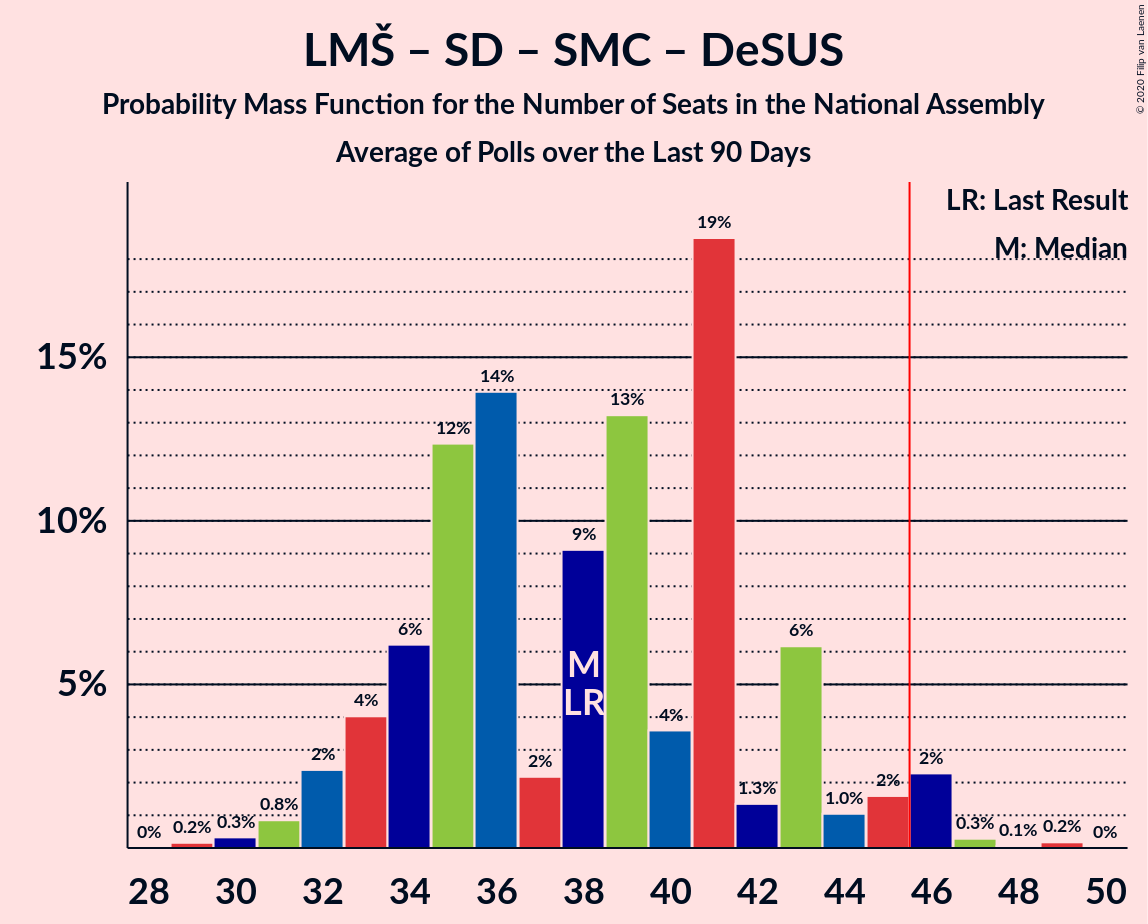 LMŠ – SD – SMC – DeSUS
Probability Mass Function for the Number of Seats in the National Assembly
Average of Polls over the Last 90 Days
© 2020 Filip van Laenen
LR: Last Result
M: Median
15%
10%
5%
0%
0.2%
0.3%
0.8%
2%
4%
6%
12%
14%
2%
9%
13%
4%
19%
1.3%
6%
1.0%
2%
2%
0.3%
0.1%
0.2%
0%
M
LR
28 30 32 34 36 38 40 42 44 46 48 50